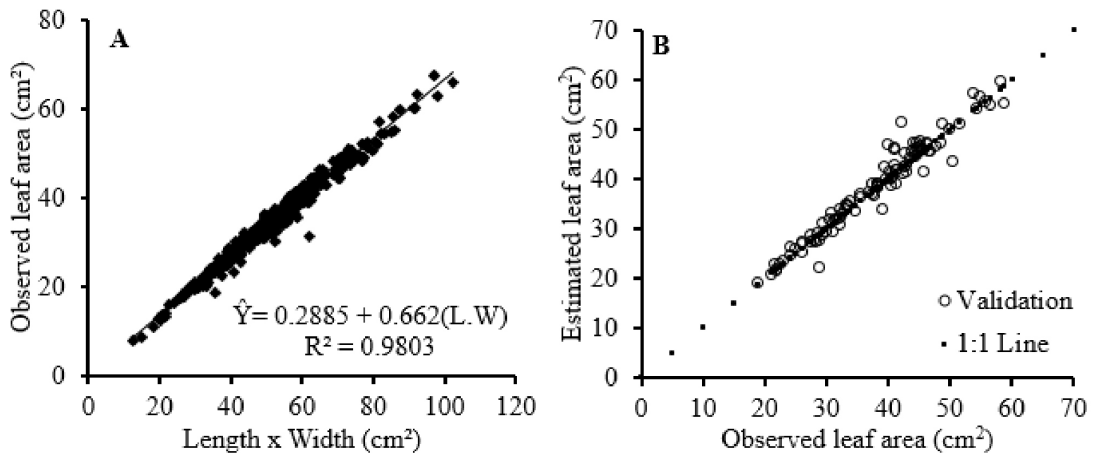 A
Observed leaf area (cm²)
80
60
40
20
0
Ŷ= 0.2885 + 0.662(L.W)
R² = 0.9803
0 20 40 60 80 100 120
Length x Width (cm²)
B
Estimated leaf area (cm²)
70
60
50
40
30
20
10
0
Validation
1:1 Line
0 10 20 30 40 50 60 70
Observed leaf area (cm²)